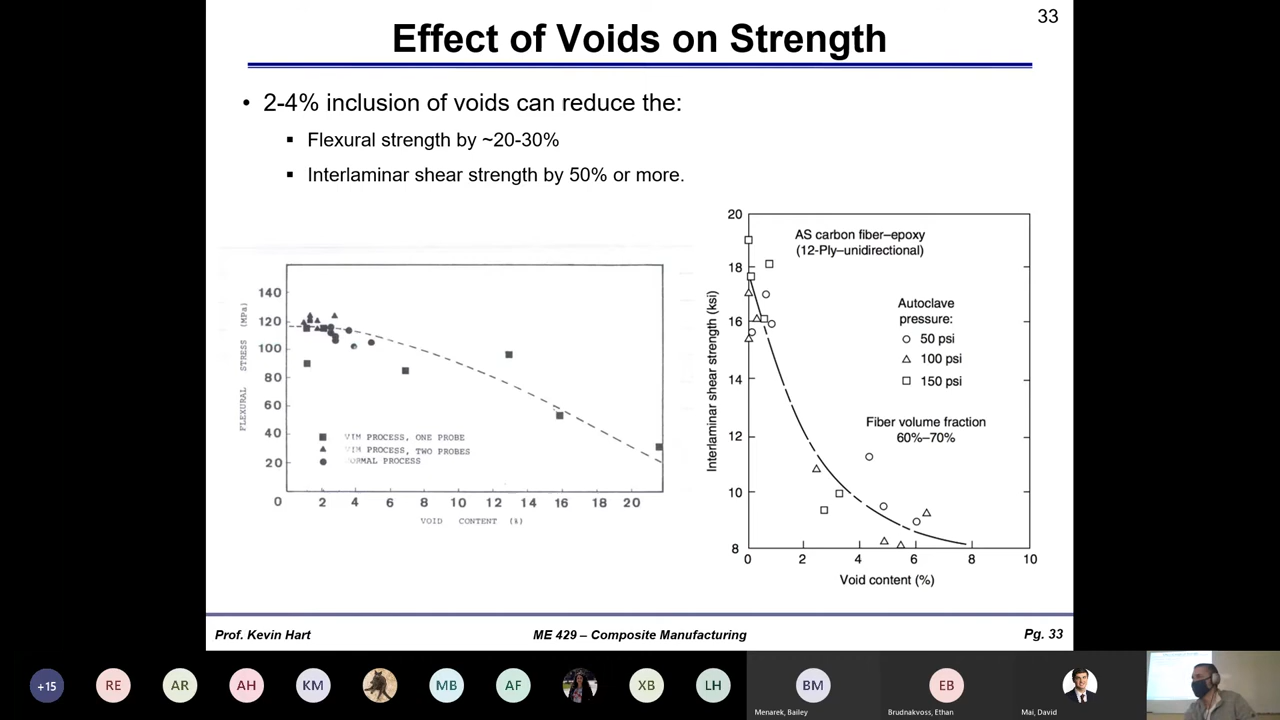 33
Effect of Voids on Strength
• 2-4% inclusion of voids can reduce the:
▪ Flexural strength by ~20-30%
▪ Interlaminar shear strength by 50% or more.
FLEXURAL STRESS (MPa)
140
120
100
80
60
40
20
0 2 4 6 8 10 12 14 16 18 20
VOID CONTENT (%)
PROCESS, ONE PROBE
PROCESS, TWO PROBES
PROCESS
Interlaminar shear strength (ksi)
20
18
16
14
12
10
8
0 2 4 6 8 10
Void content (%)
AS carbon fiber–epoxy
(12-Ply–unidirectional)
Autoclave
pressure:
50 psi
100 psi
150 psi
Fiber volume fraction
60%–70%
Prof. Kevin Hart
ME 429 – Composite Manufacturing
Pg. 33
+15
RE
AR
AH
KM
MB
AF
XB
LH
BM
EB
Menarek, Bailey
Brudnakvoss, Ethan
Mai, David